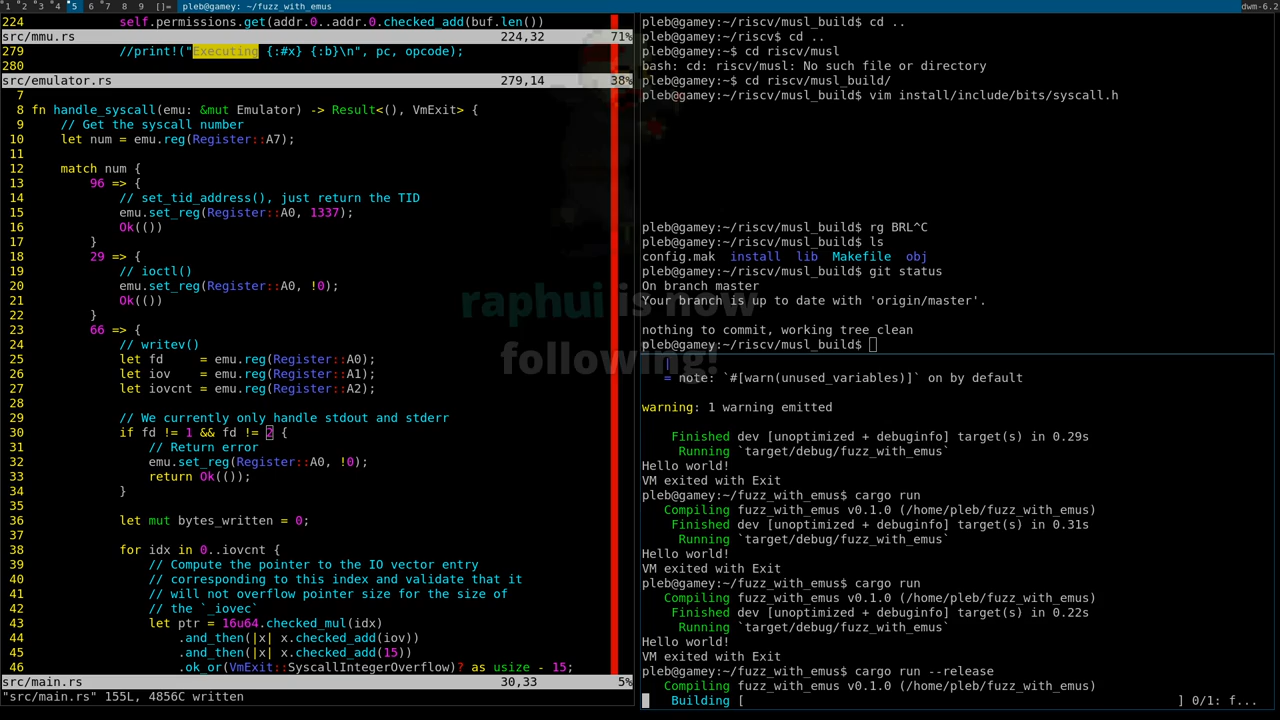 1 2 3 4 5 6 7 8 9 []= pleb@gamey:~/fuzz_with_emus dwm-6.2
224 self.permissions.get(addr.0..addr.0.checked_add(buf.len())
src/mmu.rs 224,32 71%
279 //print!("Executing {:#x} {:b}\n", pc, opcode);
280
src/emulator.rs 279,14 38%
7
8 fn handle_syscall(emu: &mut Emulator) -> Result<(), VmExit> {
9 // Get the syscall number
10 let num = emu.reg(Register::A7);
11
12 match num {
13 96 => {
14 // set_tid_address(), just return the TID
15 emu.set_reg(Register::A0, 1337);
16 Ok(())
17 }
18 29 => {
19 // ioctl()
20 emu.set_reg(Register::A0, !0);
21 Ok(())
22 }
23 66 => {
24 // writev()
25 let fd = emu.reg(Register::A0);
26 let iov = emu.reg(Register::A1);
27 let iovcnt = emu.reg(Register::A2);
28
29 // We currently only handle stdout and stderr
30 if fd != 1 && fd != 2 {
31 // Return error
32 emu.set_reg(Register::A0, !0);
33 return Ok(());
34 }
35
36 let mut bytes_written = 0;
37
38 for idx in 0..iovcnt {
39 // Compute the pointer to the IO vector entry
40 // corresponding to this index and validate that it
41 // will not overflow pointer size for the size of
42 // the `_iovec`
43 let ptr = 16u64.checked_mul(idx)
44 .and_then(|x| x.checked_add(iov))
45 .and_then(|x| x.checked_add(15))
46 .ok_or(VmExit::SyscallIntegerOverflow)? as usize - 15;
src/main.rs 30,33 5%
"src/main.rs" 155L, 4856C written
raphui is now
following!
pleb@gamey:~/riscv/musl_build/src$ cd ..
pleb@gamey:~/riscv$ cd ..
pleb@gamey:~$ cd riscv/musl
bash: cd: riscv/musl: No such file or directory
pleb@gamey:~$ cd riscv/musl_build/
pleb@gamey:~/riscv/musl_build$ vim install/include/bits/syscall.h
pleb@gamey:~/riscv/musl_build$ rg BRL^C
pleb@gamey:~/riscv/musl_build$ ls
config.mak install lib Makefile obj
pleb@gamey:~/riscv/musl_build$ git status
On branch master
Your branch is up to date with 'origin/master'.
nothing to commit, working tree clean
pleb@gamey:~/riscv/musl_build$
|
= note: `#[warn(unused_variables)]` on by default
warning: 1 warning emitted
Finished dev [unoptimized + debuginfo] target(s) in 0.29s
Running `target/debug/fuzz_with_emus`
Hello world!
VM exited with Exit
pleb@gamey:~/fuzz_with_emus$ cargo run
Compiling fuzz_with_emus v0.1.0 (/home/pleb/fuzz_with_emus)
Finished dev [unoptimized + debuginfo] target(s) in 0.31s
Running `target/debug/fuzz_with_emus`
Hello world!
VM exited with Exit
pleb@gamey:~/fuzz_with_emus$ cargo run
Compiling fuzz_with_emus v0.1.0 (/home/pleb/fuzz_with_emus)
Finished dev [unoptimized + debuginfo] target(s) in 0.22s
Running `target/debug/fuzz_with_emus`
Hello world!
VM exited with Exit
pleb@gamey:~/fuzz_with_emus$ cargo run --release
Compiling fuzz_with_emus v0.1.0 (/home/pleb/fuzz_with_emus)
Building [ ] 0/1: f...